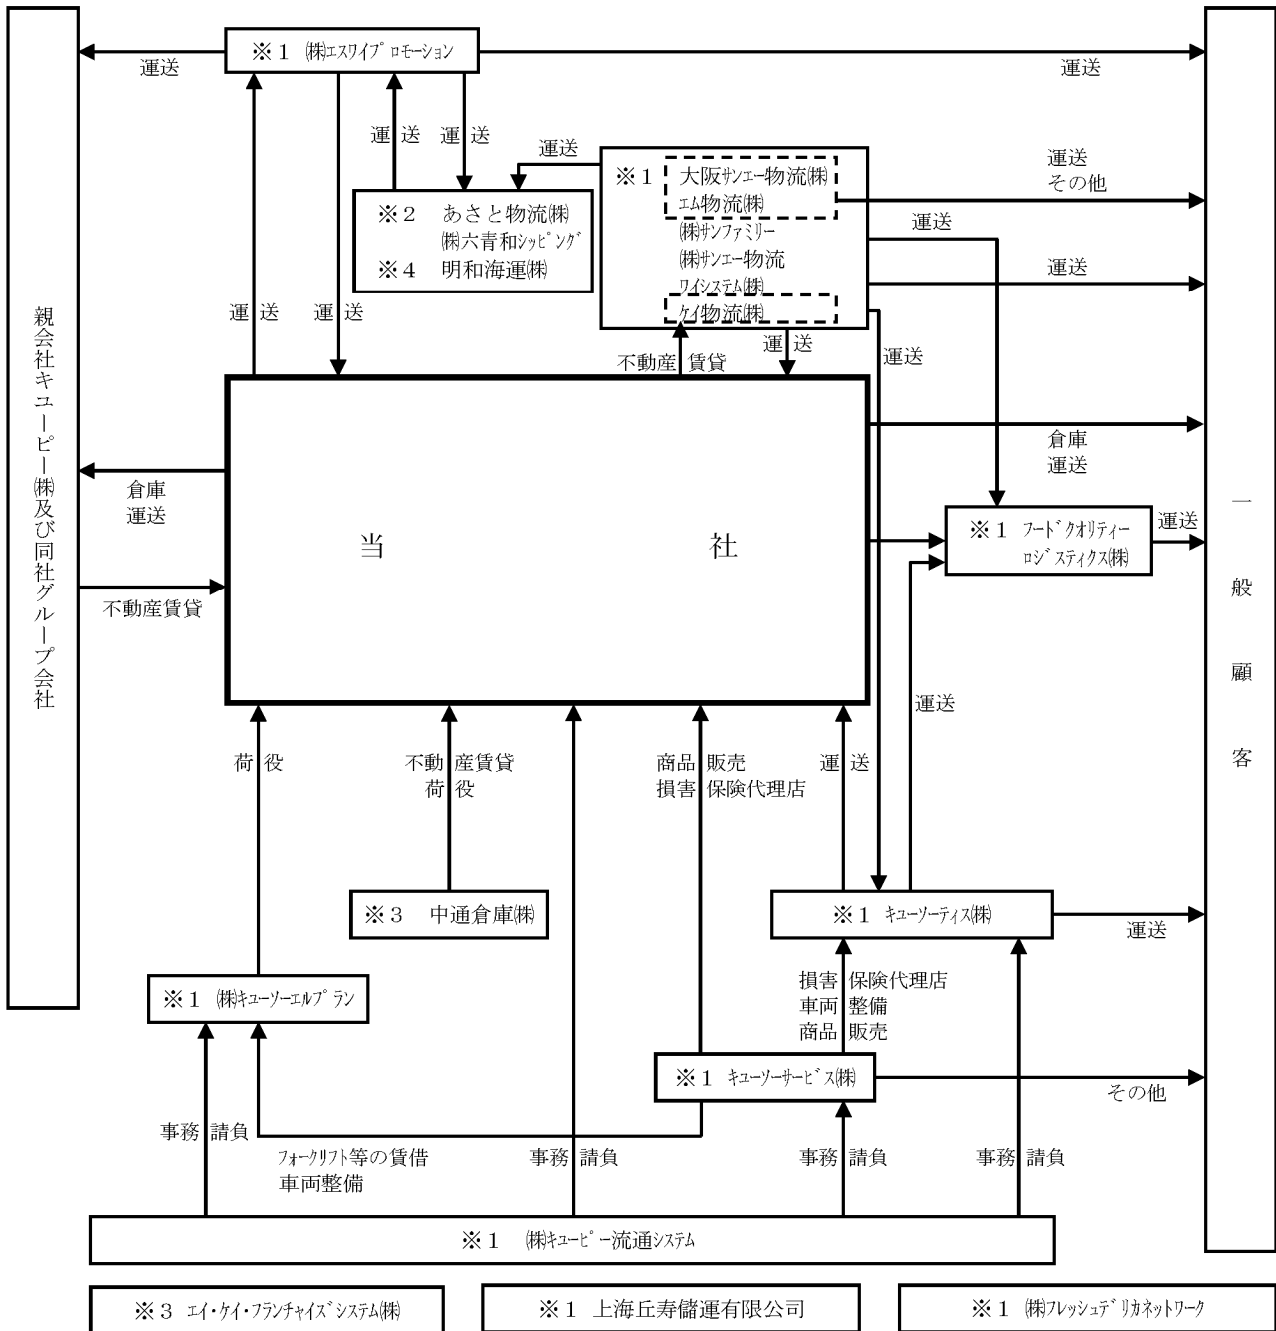 ※1 ㈱エスワイプロモーション
運送
運送
運送
運送
運送
※1 大阪サンエー物流㈱
エム物流㈱
㈱サンファミリー
㈱サンエー物流
ワイシステム㈱
ケイ物流㈱
運送
その他
※2 あさと物流㈱
㈱六青和シッピング
※4 明和海運㈱
運送
運送
運送
運送
運送
不動産賃貸
運送
親会社キユーピー㈱及び同社グループ会社
当社
一般顧客
倉庫
運送
倉庫
運送
不動産賃貸
※1 フードクオリティー
ロジスティクス㈱
運送
運送
荷役
不動産賃貸
荷役
商品販売
損害保険代理店
運送
※3 中通倉庫㈱
※1 キユーソーティス㈱
運送
※1 ㈱キユーソーエルプラン
損害保険代理店
車両整備
商品販売
※1 キユーソーサービス㈱
その他
事務請負
フォークリフト等の賃借
車両整備
事務請負
事務請負
事務請負
※1 ㈱キユーピー流通システム
※3 エイ・ケイ・フランチャイズシステム㈱
※1 上海丘寿儲運有限公司
※1 ㈱フレッシュデリカネットワーク